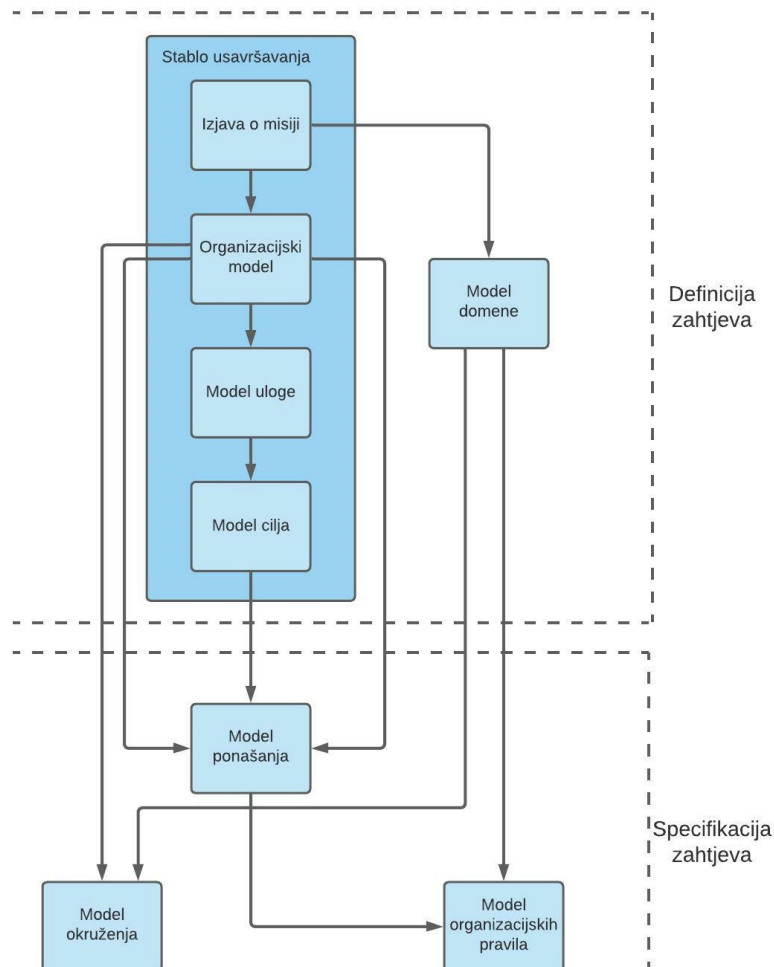 Stablo usavršavanja
Izjava o misiji
Organizacijski
model
Model
domene
Definicija
zahtjeva
Model uloge
Model cilja
Model
ponašanja
Specifikacija
zahtjeva
Model
okruženja
Model
organizacijskih
pravila